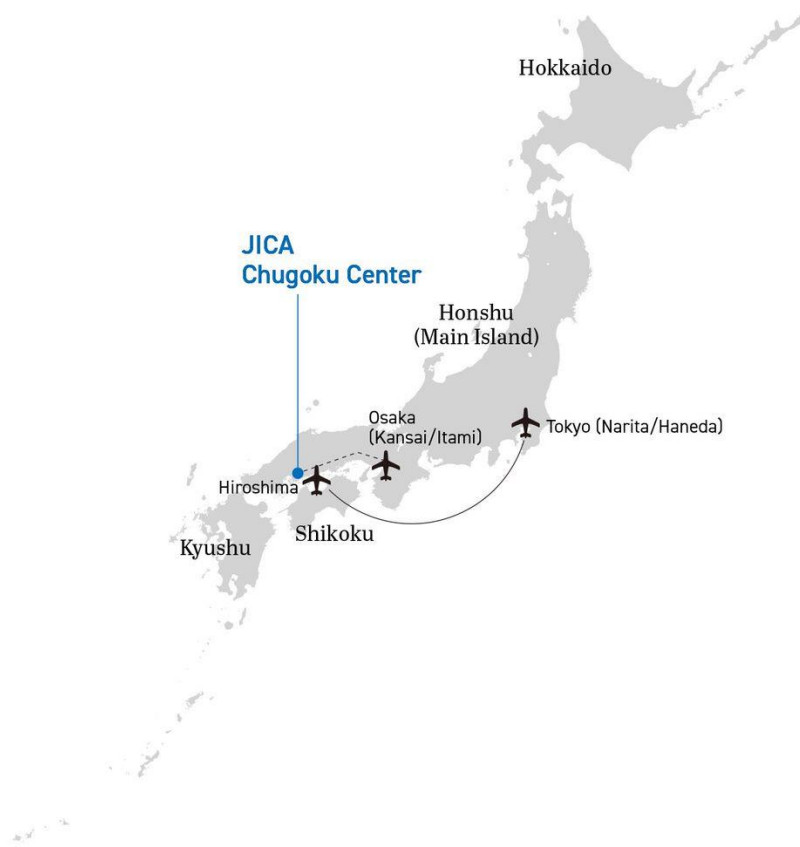 Hokkaido
JICA
Chugoku Center
Honshu
(Main Island)
Osaka
(Kansai/Itami)
Tokyo (Narita/Haneda)
Hiroshima
Shikoku
Kyushu